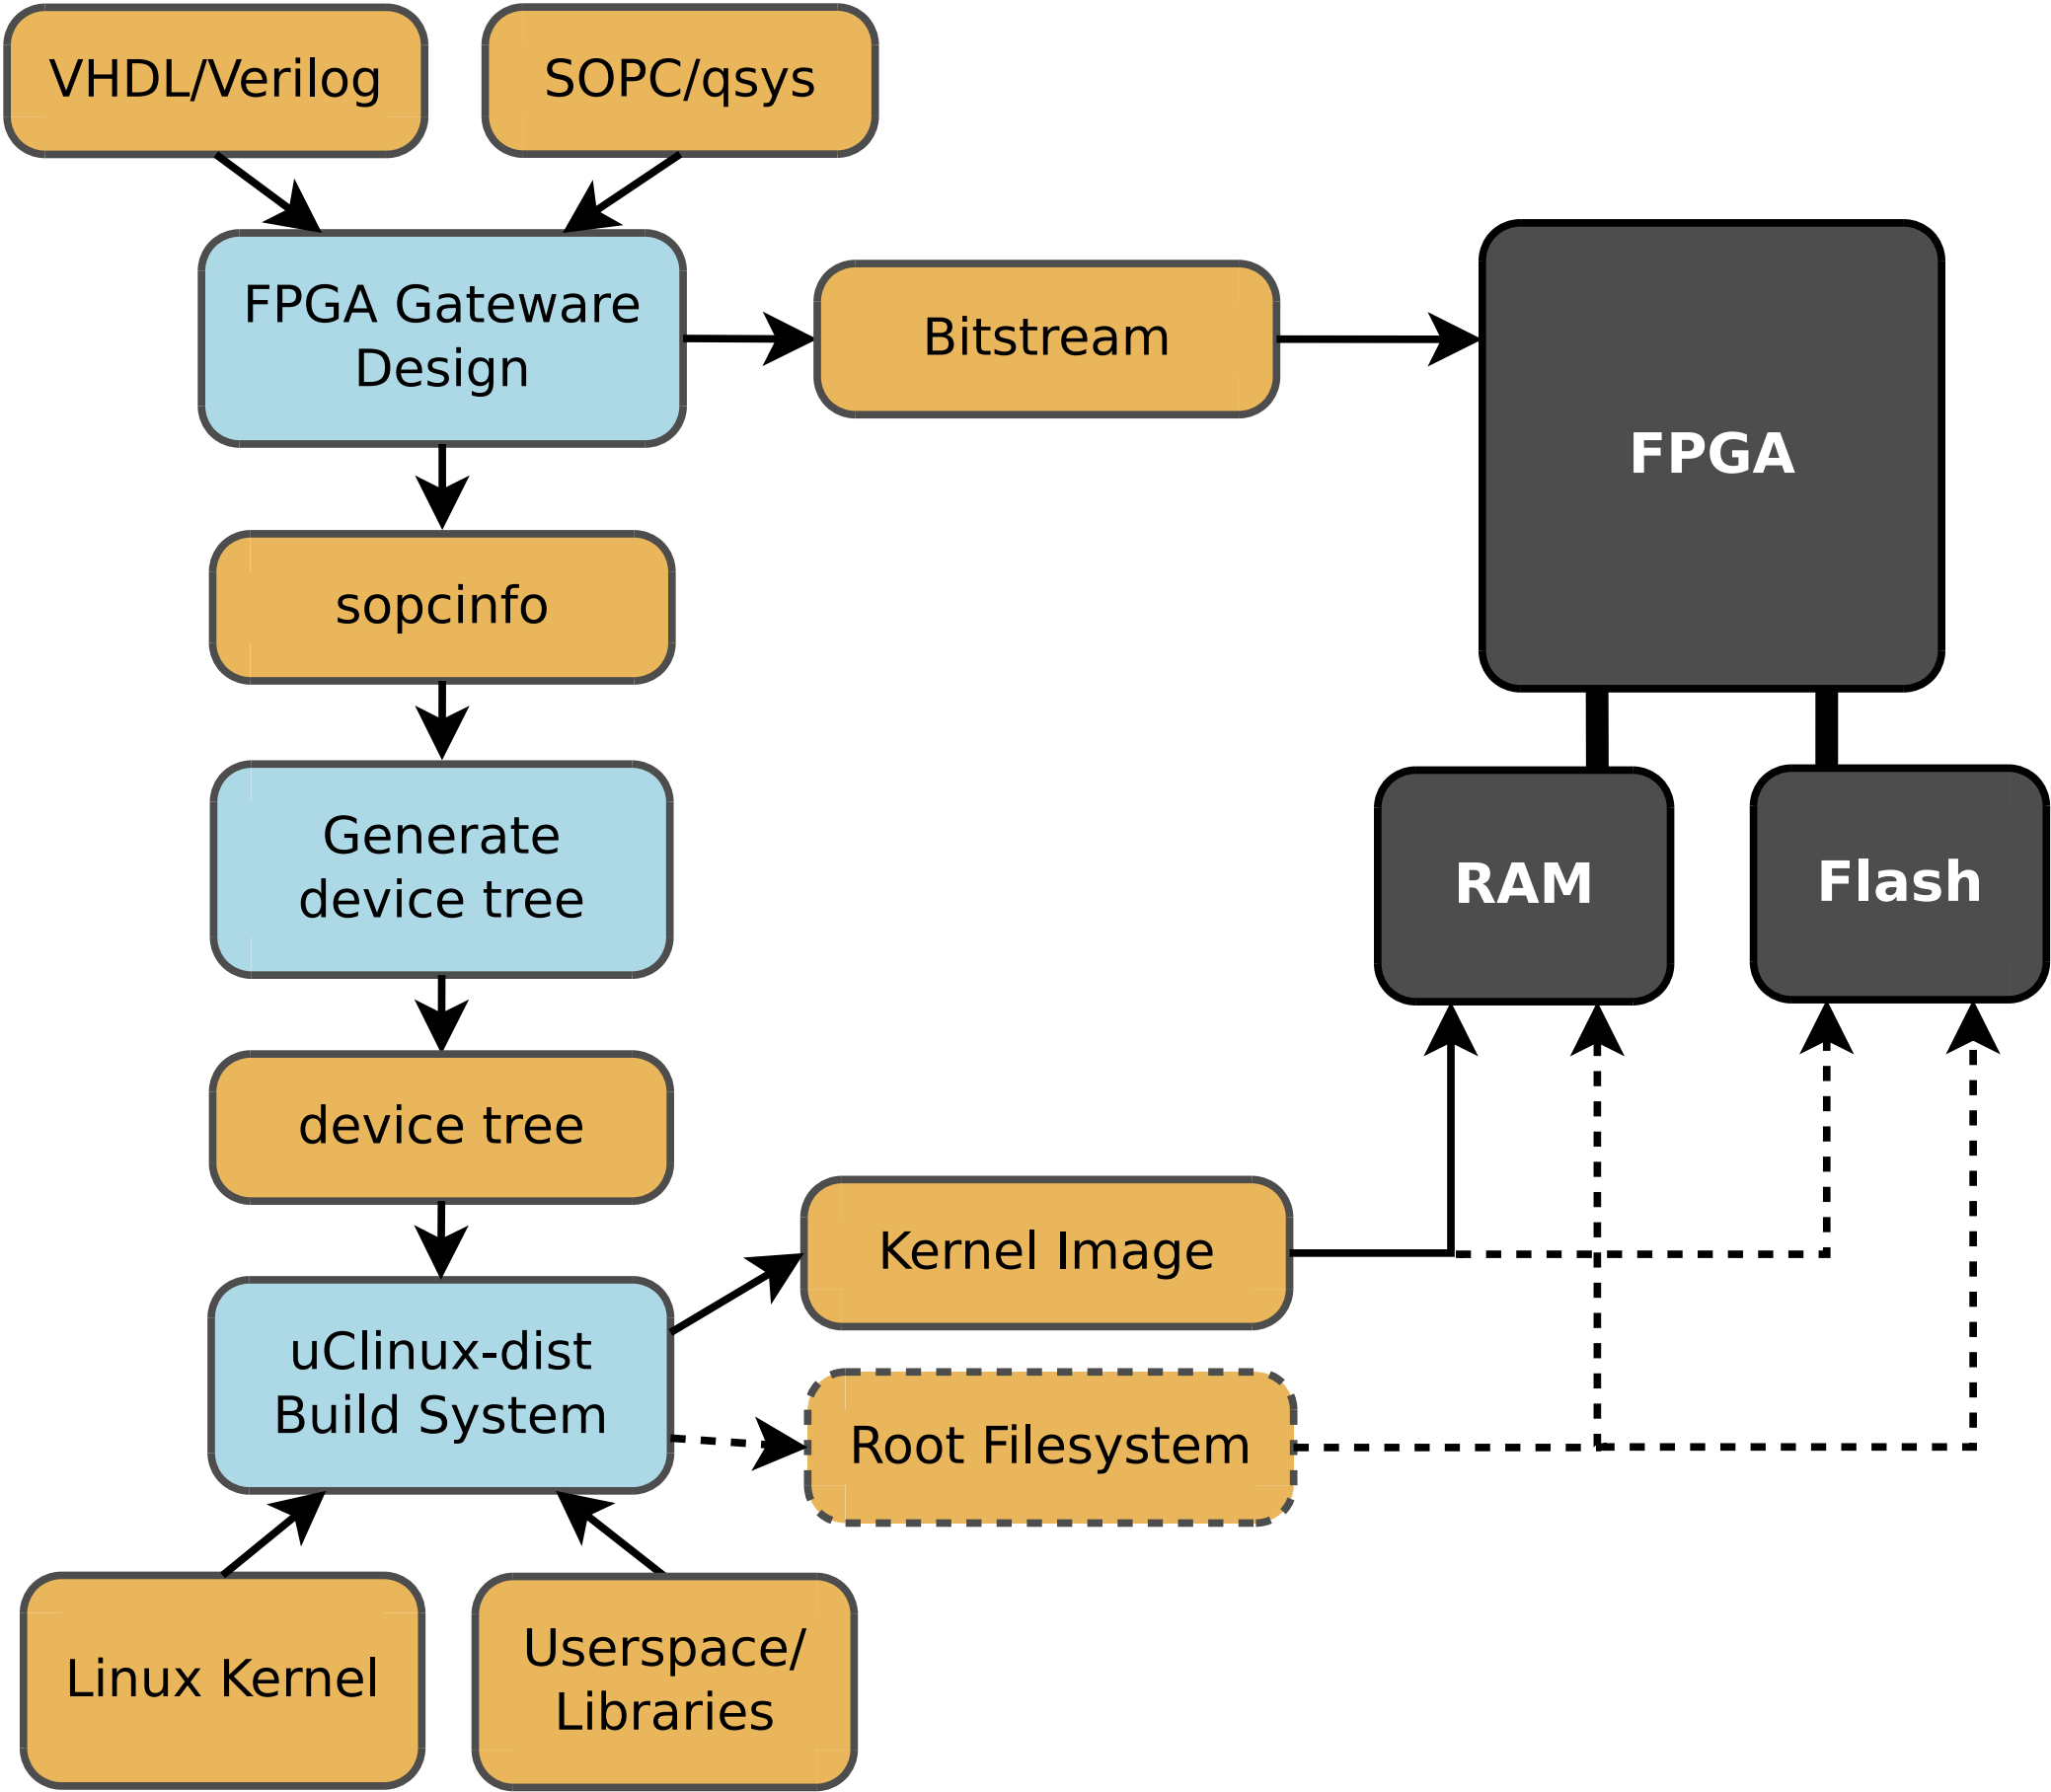 VHDL/Verilog
SOPC/qsys
FPGA Gateware
Design
Bitstream
FPGA
sopcinfo
Generate
device tree
RAM
Flash
device tree
Kernel Image
uClinux-dist
Build System
Root Filesystem
Linux Kernel
Userspace/
Libraries